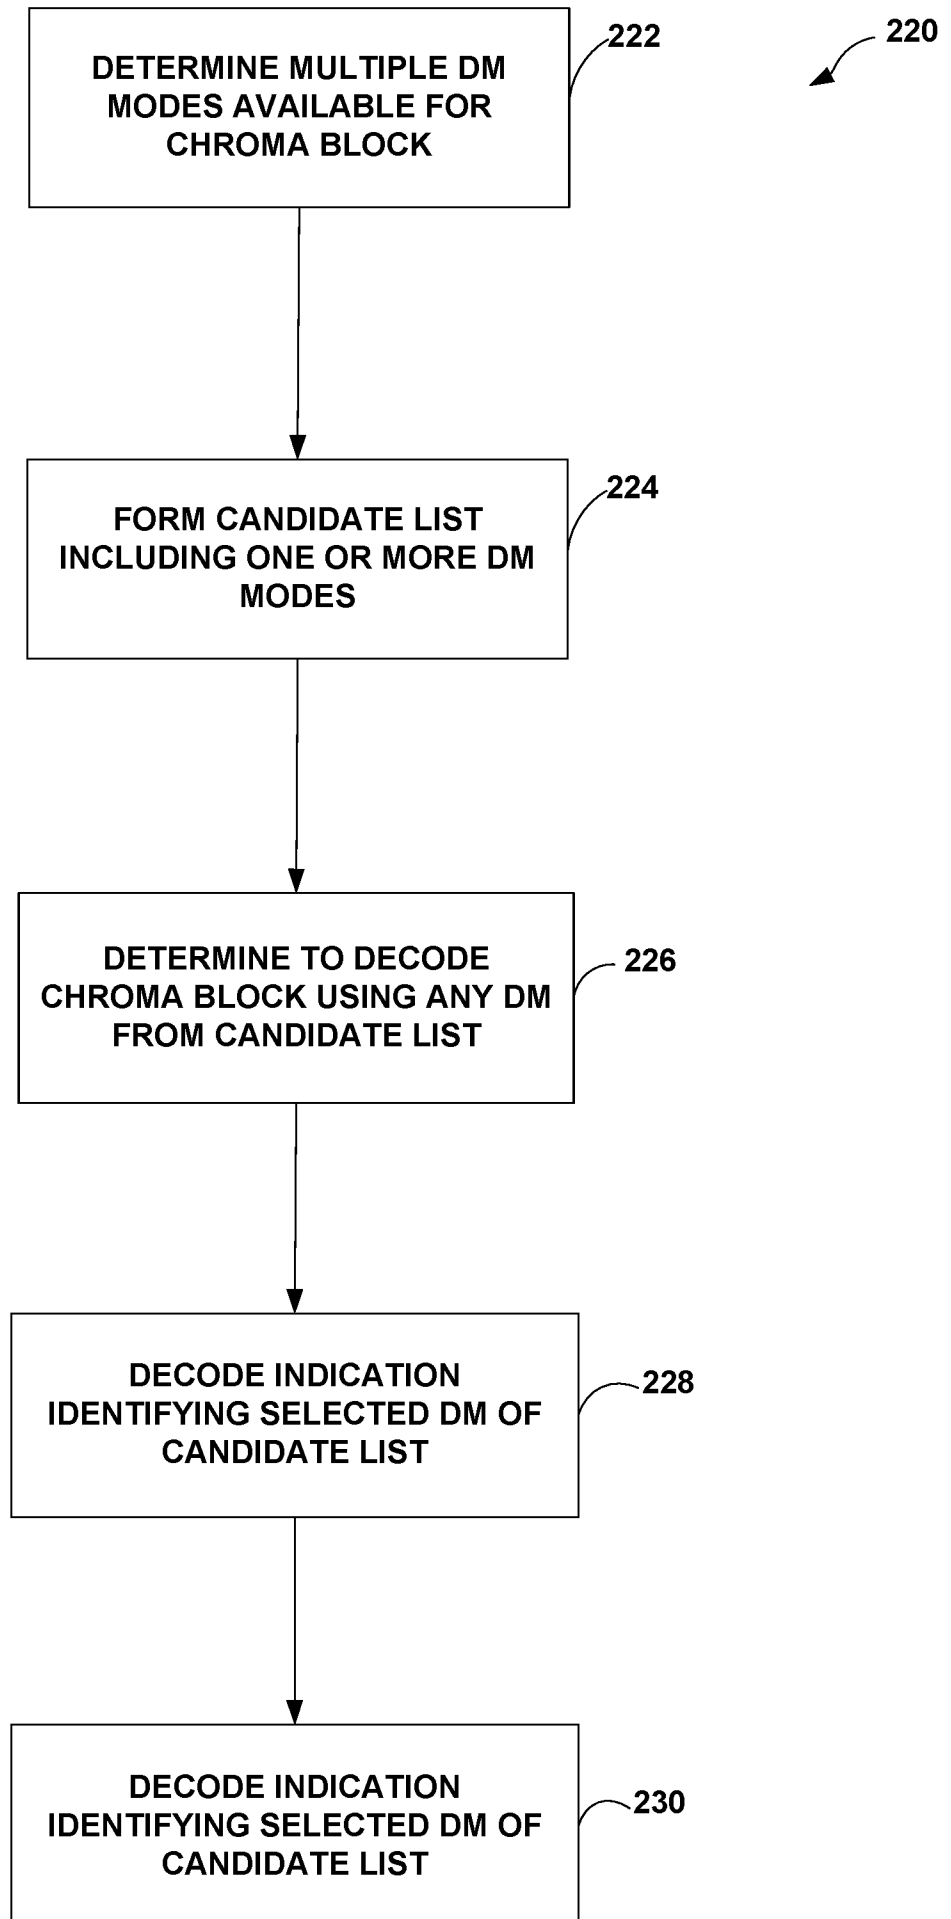 220
DETERMINE MULTIPLE DM
MODES AVAILABLE FOR
CHROMA BLOCK
222
FORM CANDIDATE LIST
INCLUDING ONE OR MORE DM
MODES
224
DETERMINE TO DECODE
CHROMA BLOCK USING ANY DM
FROM CANDIDATE LIST
226
DECODE INDICATION
IDENTIFYING SELECTED DM OF
CANDIDATE LIST
228
DECODE INDICATION
IDENTIFYING SELECTED DM OF
CANDIDATE LIST
230